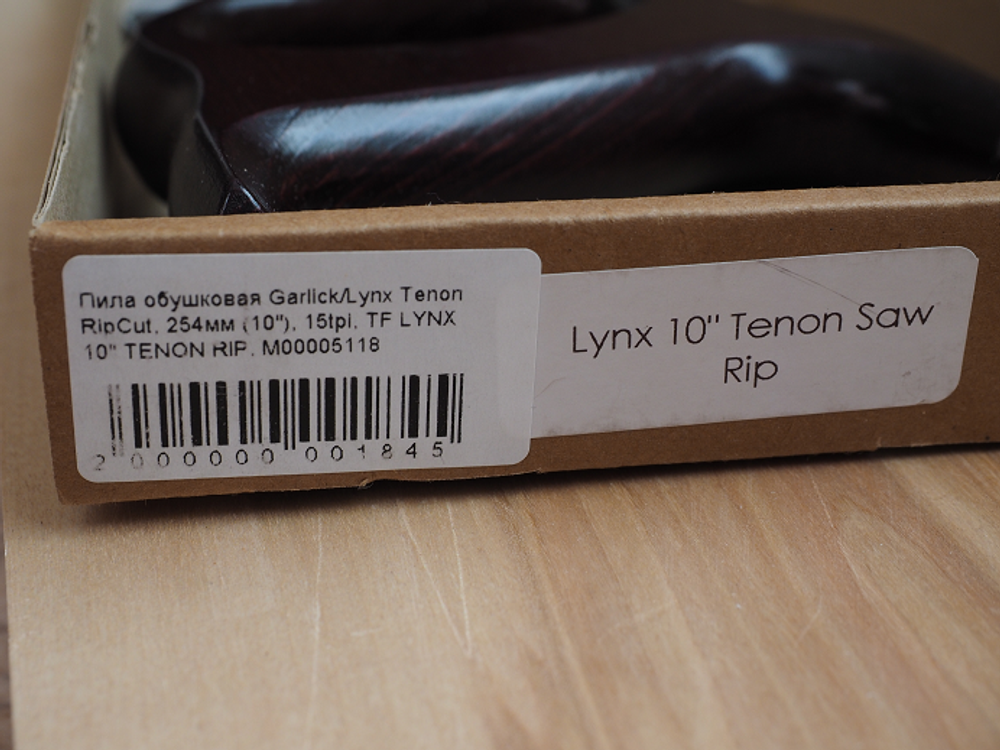 Пила обушковая Garlick/Lynx Tenon
RipCut, 254мм (10"), 15tpi, TF LYNX
10" TENON RIP. M00005118
2 000000 001845
Lynx 10" Tenon Saw
Rip